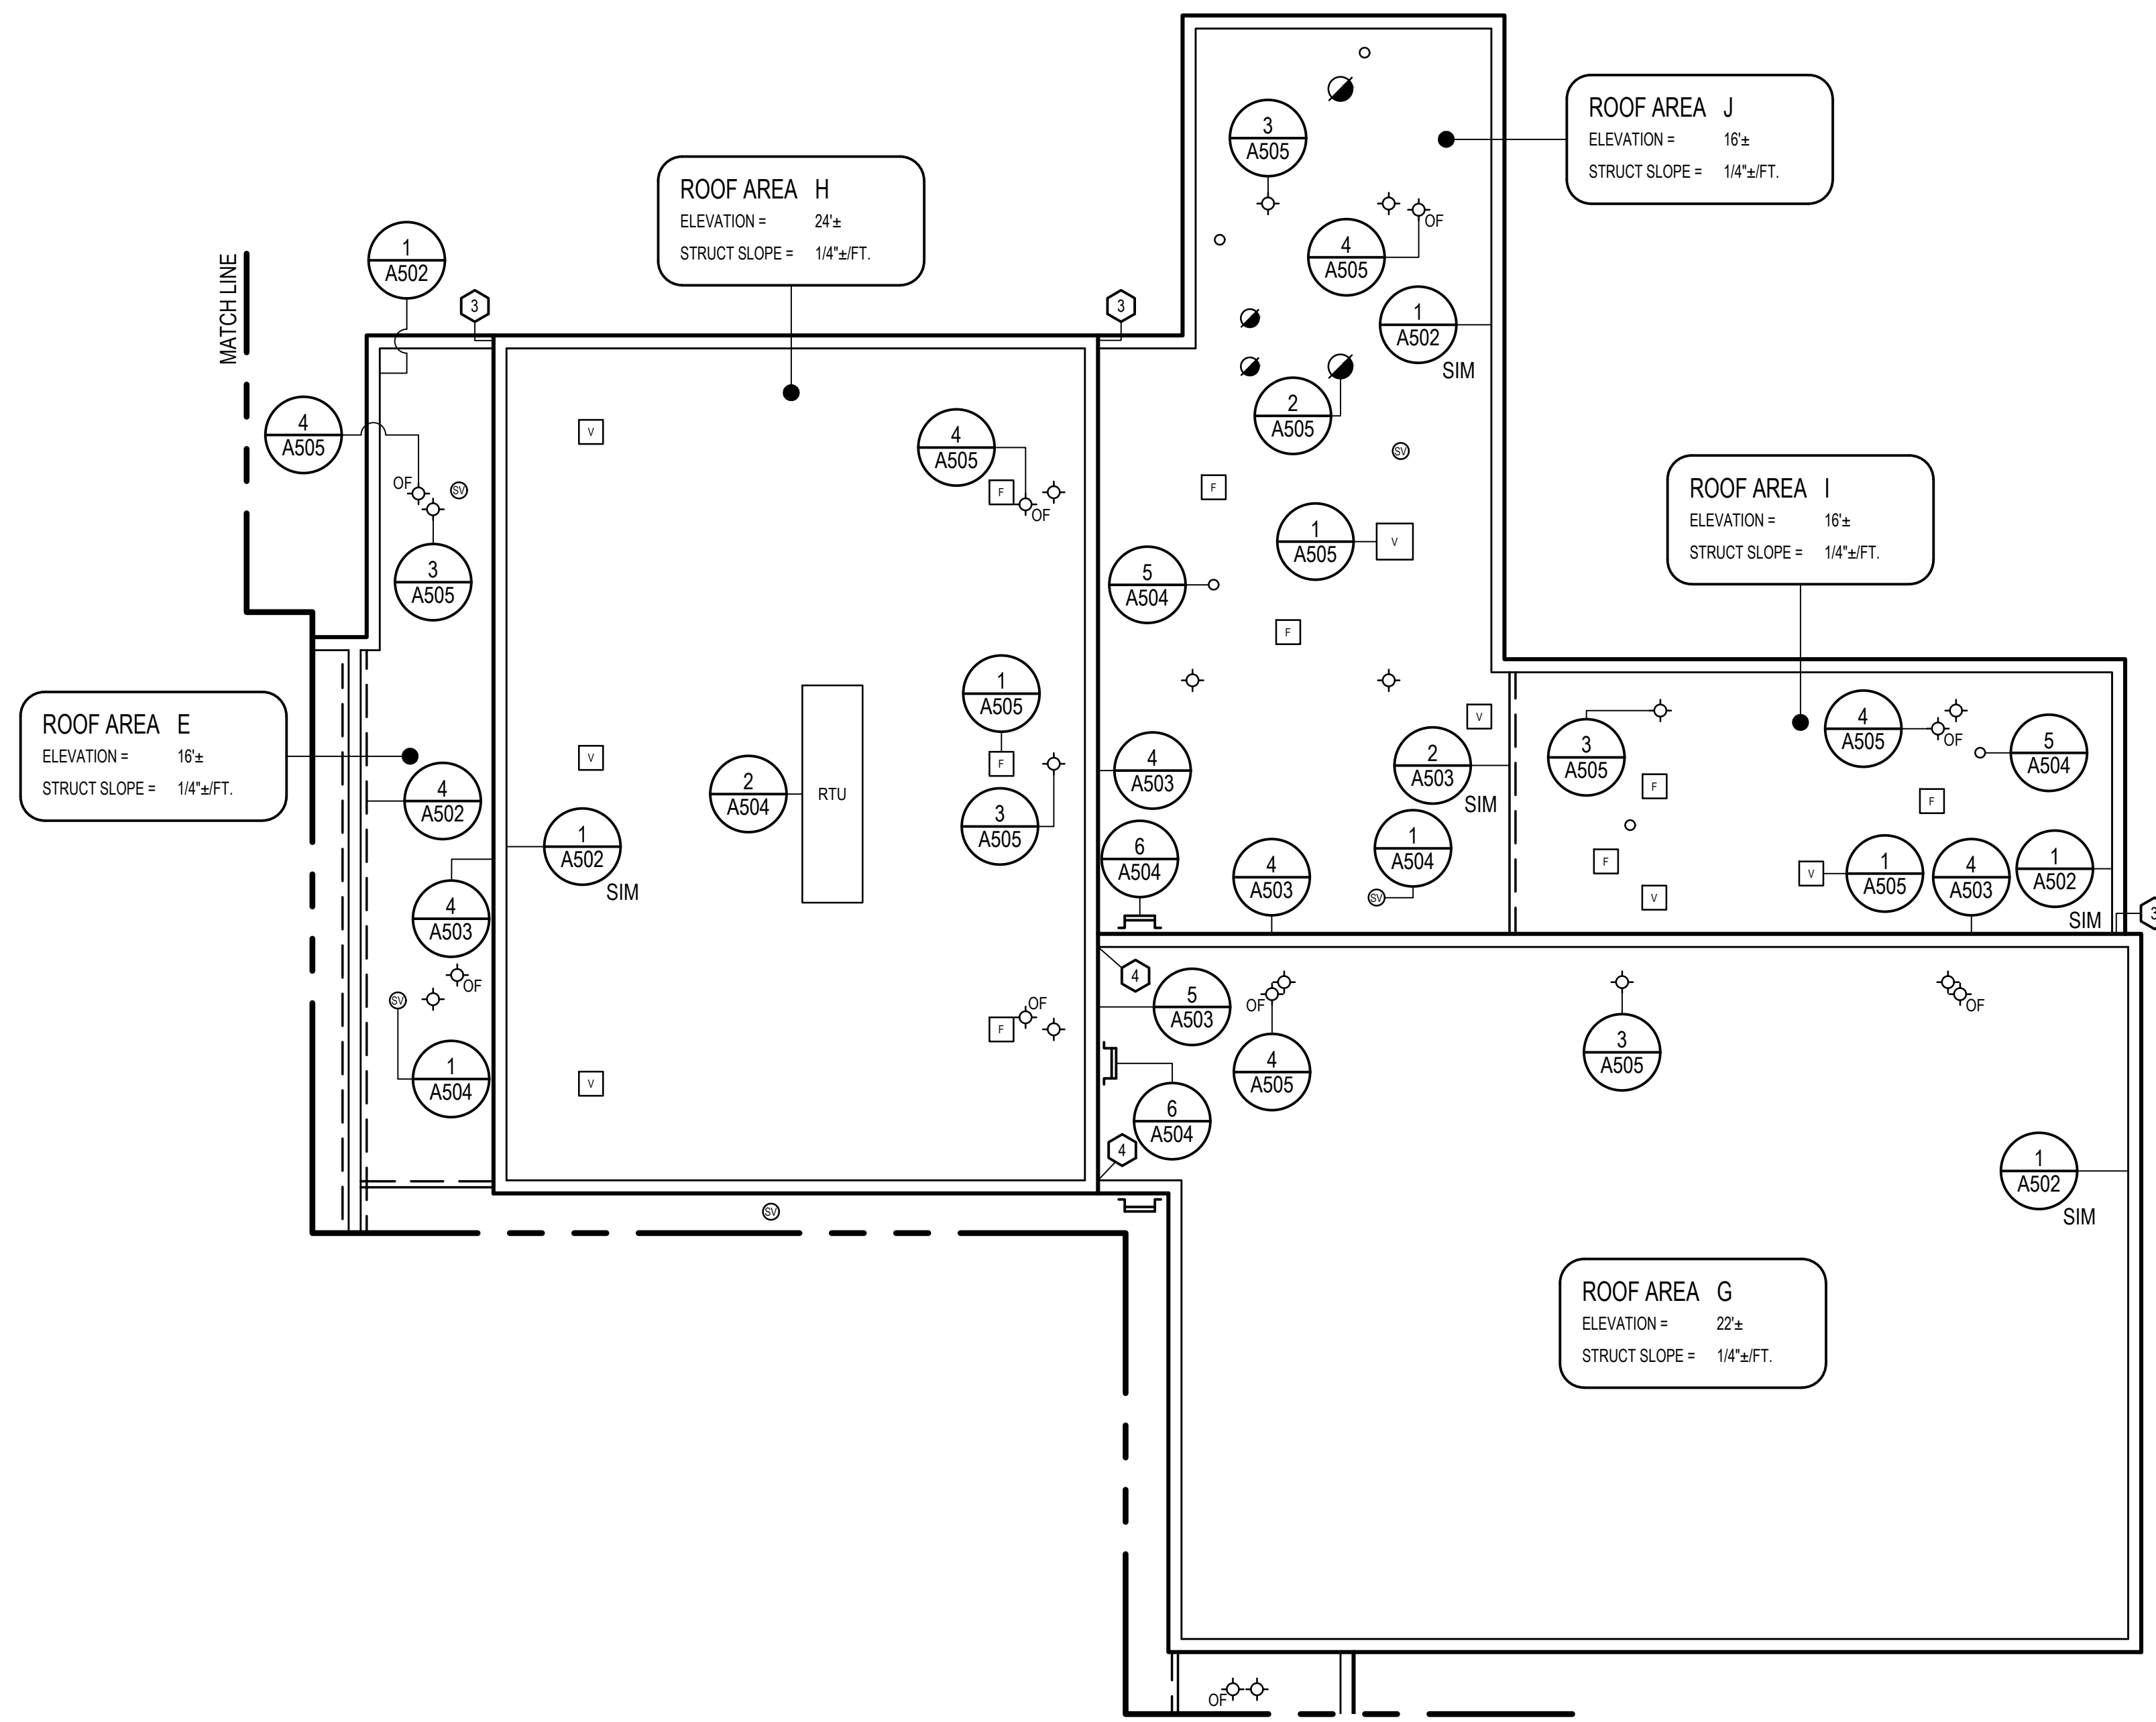 ROOF AREA J
ELEVATION = 16'±
STRUCT SLOPE = 1/4"±/FT.
3
A505
ROOF AREA H
ELEVATION = 24'±
STRUCT SLOPE = 1/4"±/FT.
4
A505
OF
1
A502
MATCH LINE
3
3
1
A502
SIM
4
A505
V
4
A505
2
A505
SV
OF
SV
F
OF
F
ROOF AREA I
ELEVATION = 16'±
STRUCT SLOPE = 1/4"±/FT.
1
A505
V
3
A505
5
A504
F
1
A505
ROOF AREA E
ELEVATION = 16'±
STRUCT SLOPE = 1/4"±/FT.
V
4
A505
OF
V
F
4
A503
2
A503
SIM
3
A505
5
A504
4
A502
2
A504
RTU
3
A505
F
F
1
A502
SIM
6
A504
4
A503
1
A504
SV
F
V
V
1
A505
4
A503
1
A502
SIM
3
4
A503
OF
SV
4
5
A503
OF
OF
OF
F
3
A505
4
A505
1
A504
V
6
A504
4
1
A502
SIM
SV
ROOF AREA G
ELEVATION = 22'±
STRUCT SLOPE = 1/4"±/FT.
OF